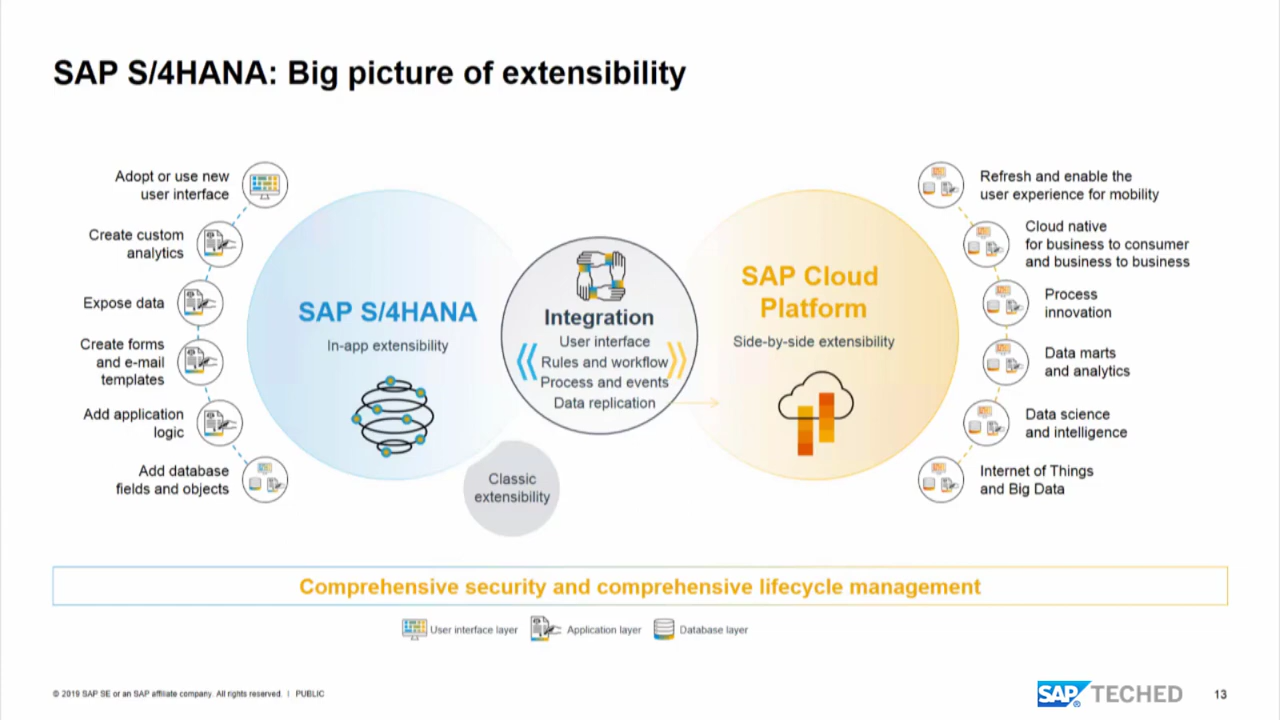 SAP S/4HANA: Big picture of extensibility
Adopt or use new
user interface
Create custom
analytics
Expose data
Create forms
and e-mail
templates
Add application
logic
Add database
fields and objects
SAP S/4HANA
In-app extensibility
Classic
extensibility
Integration
User interface
Rules and workflow
Process and events
Data replication
SAP Cloud
Platform
Side-by-side extensibility
Refresh and enable the
user experience for mobility
Cloud native
for business to consumer
and business to business
Process
innovation
Data marts
and analytics
Data science
and intelligence
Internet of Things
and Big Data
Comprehensive security and comprehensive lifecycle management
User interface layer
Application layer
Database layer
© 2019 SAP SE or an SAP affiliate company. All rights reserved. | PUBLIC
SAP® TECHED
13